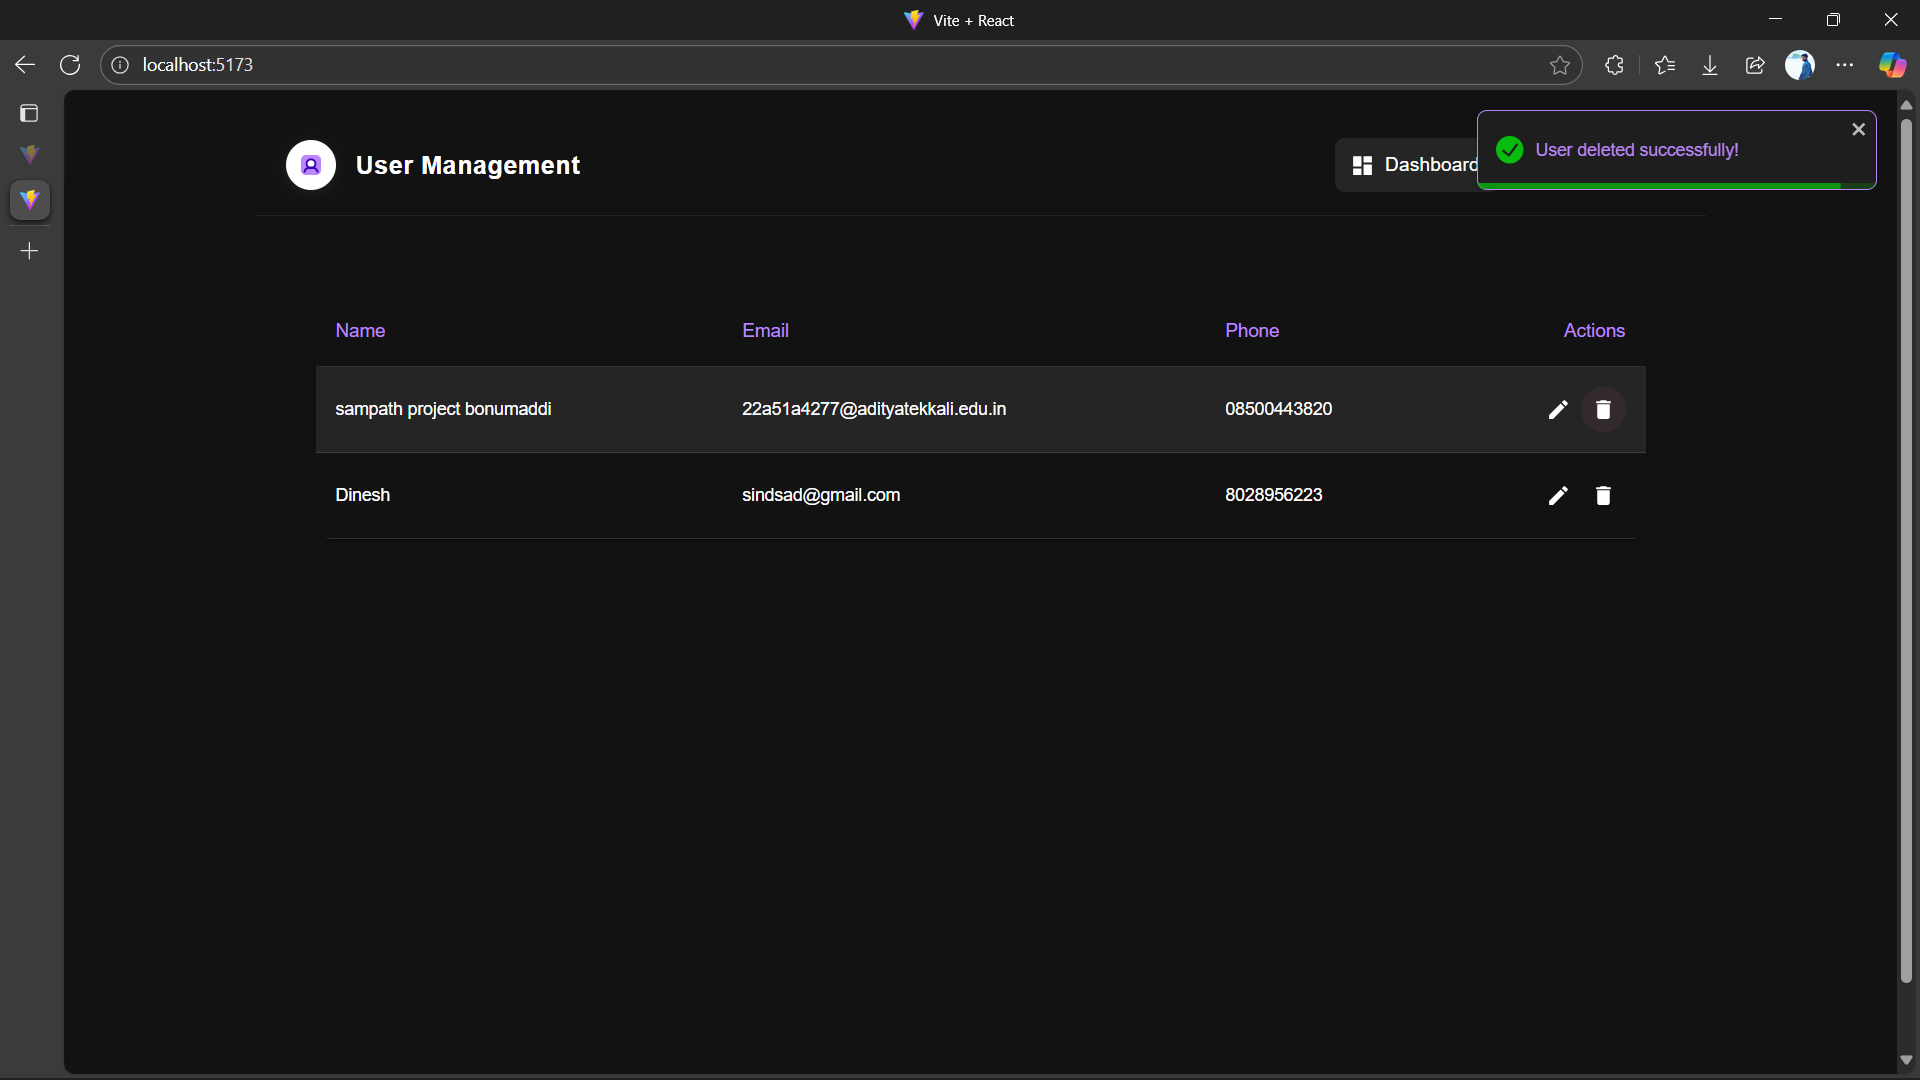 Vite + React
localhost:5173
User Management
Dashboard
User deleted successfully!
Name Email Phone Actions
sampath project bonumaddi 22a51a4277@adityatekkali.edu.in 08500443820
Dinesh sindsad@gmail.com 8028956223